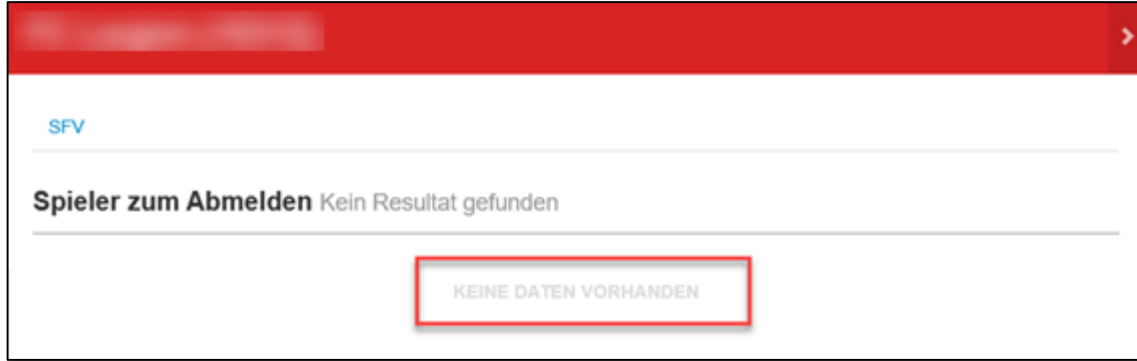 SFV
Spieler zum Abmelden Kein Resultat gefunden
KEINE DATEN VORHANDEN